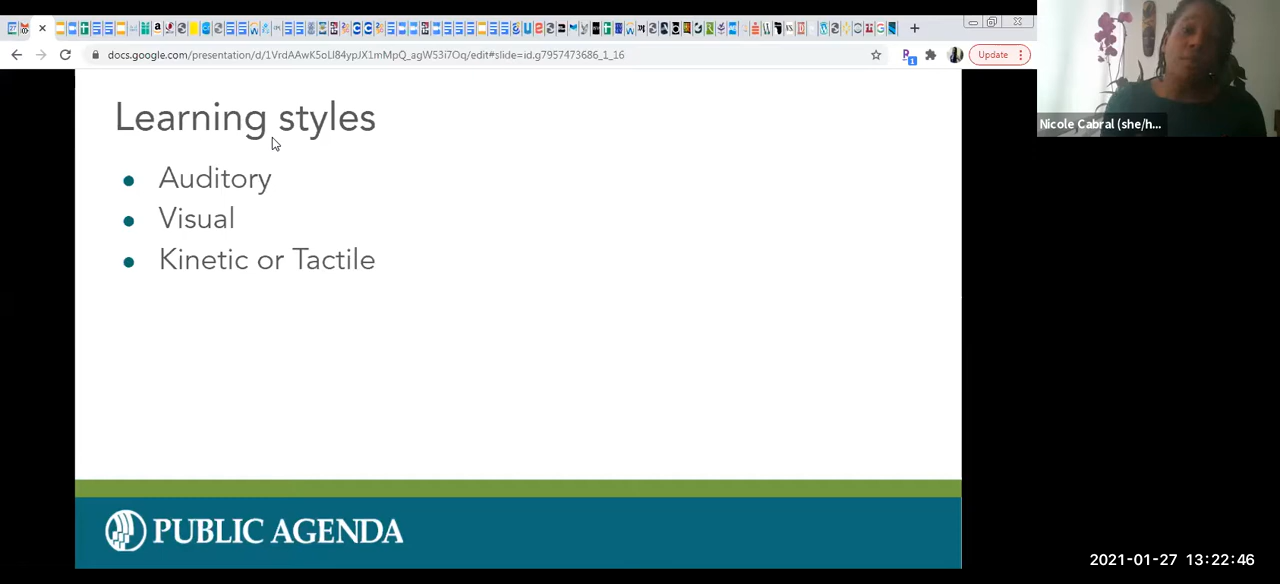 docs.google.com/presentation/d/1VrdAAwK5oLl84ypJX1mMpQ_agW53i7Oq/edit#slide=id.g7957473686_1_16
Update
Nicole Cabral (she/h...
Learning styles
Auditory
Visual
Kinetic or Tactile
PUBLIC AGENDA
2021-01-27 13:22:46